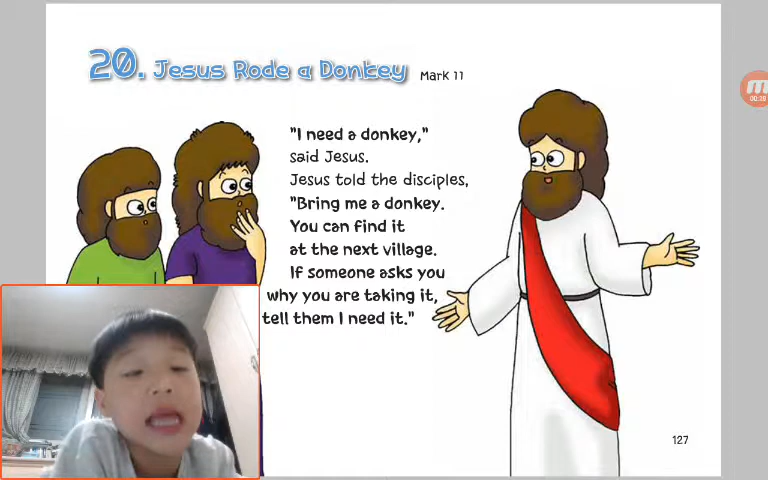 20. Jesus Rode a Donkey Mark 11
"I need a donkey,"
said Jesus.
Jesus told the disciples,
"Bring me a donkey.
You can find it
at the next village.
If someone asks you
why you are taking it,
tell them I need it."
127